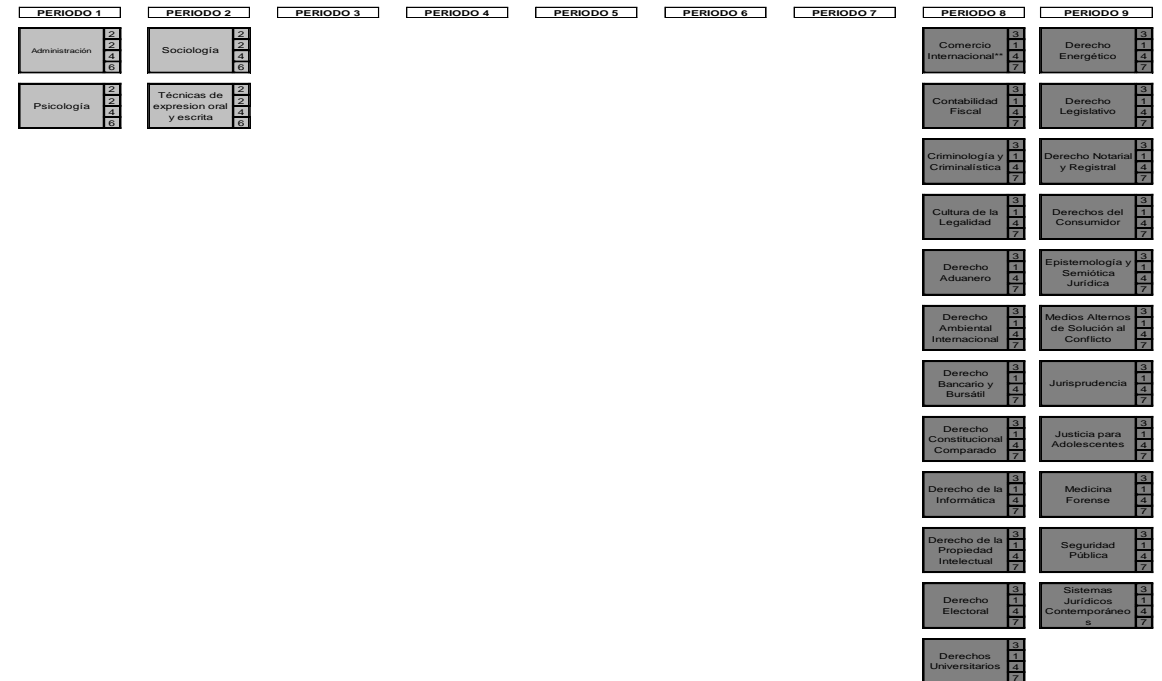 PERIODO 1
PERIODO 2
PERIODO 3
PERIODO 4
PERIODO 5
PERIODO 6
PERIODO 7
PERIODO 8
PERIODO 9
Administración
2
2
4
6
Sociología
2
2
4
6
Comercio
Internacional**
3
1
4
7
Derecho
Energético
3
1
4
7
Psicología
2
2
4
6
Técnicas de
expresion oral
y escrita
2
2
4
6
Contabilidad
Fiscal
3
1
4
7
Derecho
Legislativo
3
1
4
7
Criminología y
Criminalística
3
1
4
7
Derecho Notarial
y Registral
3
1
4
7
Cultura de la
Legalidad
3
1
4
7
Derechos del
Consumidor
3
1
4
7
Derecho
Aduanero
3
1
4
7
Epistemología y
Semiótica
Jurídica
3
1
4
7
Derecho
Ambiental
Internacional
3
1
4
7
Medios Alternos
de Solución al
Conflicto
3
1
4
7
Derecho
Bancario y
Bursátil
3
1
4
7
Jurisprudencia
3
1
4
7
Derecho
Constitucional
Comparado
3
1
4
7
Justicia para
Adolescentes
3
1
4
7
Derecho de la
Informática
3
1
4
7
Medicina
Forense
3
1
4
7
Derecho de la
Propiedad
Intelectual
3
1
4
7
Seguridad
Pública
3
1
4
7
Derecho
Electoral
3
1
4
7
Sistemas
Jurídicos
Contemporáneo
s
3
1
4
7
Derechos
Universitarios
3
1
4
7